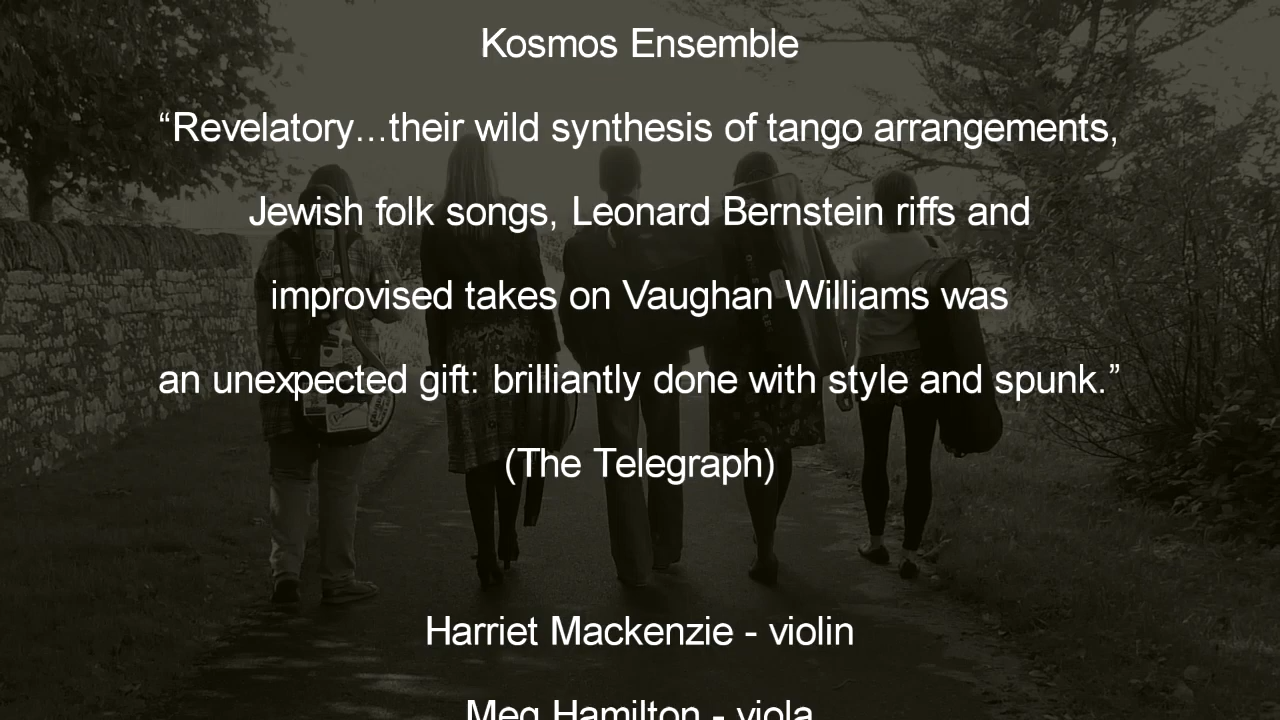 Kosmos Ensemble
“Revelatory...their wild synthesis of tango arrangements,
Jewish folk songs, Leonard Bernstein riffs and
improvised takes on Vaughan Williams was
an unexpected gift: brilliantly done with style and spunk.”
(The Telegraph)
Harriet Mackenzie - violin
Meg Hamilton - viola